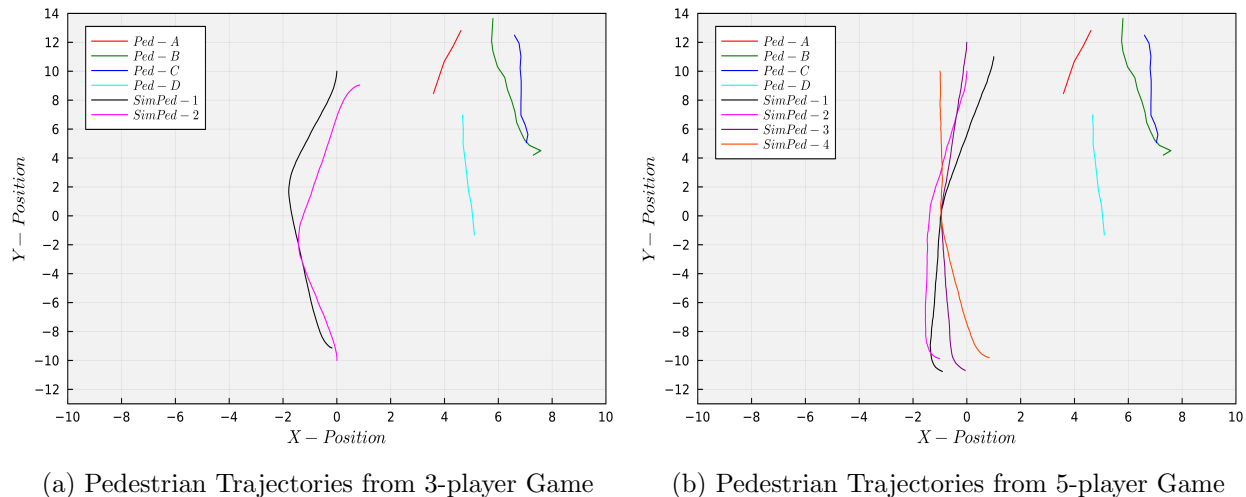 14
12
10
8
6
4
2
0
−2
−4
−6
−8
−10
−12
Y − Position
Ped − A
Ped − B
Ped − C
Ped − D
SimPed − 1
SimPed − 2
−10 −8 −6 −4 −2 0 2 4 6 8 10
X − Position
(a) Pedestrian Trajectories from 3-player Game
14
12
10
8
6
4
2
0
−2
−4
−6
−8
−10
−12
Y − Position
Ped − A
Ped − B
Ped − C
Ped − D
SimPed − 1
SimPed − 2
SimPed − 3
SimPed − 4
−10 −8 −6 −4 −2 0 2 4 6 8 10
X − Position
(b) Pedestrian Trajectories from 5-player Game